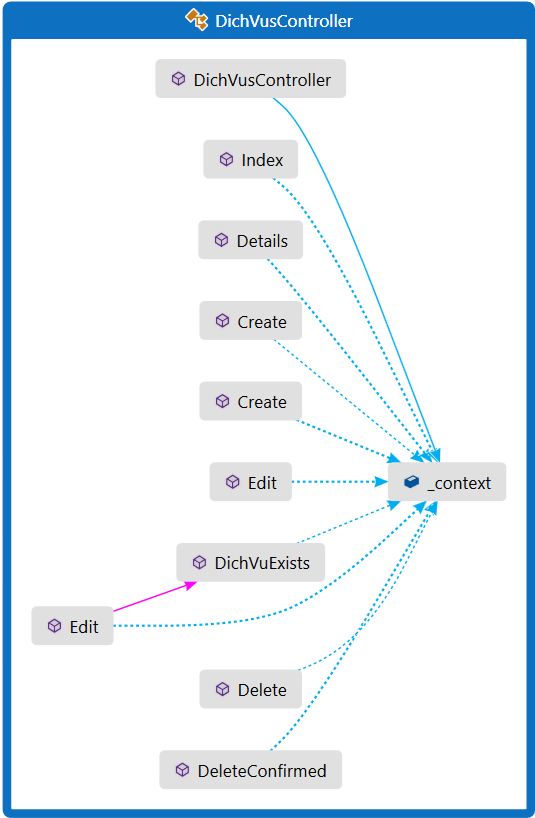 DichVusController
DichVusController
Index
Details
Create
Create
Edit
_context
DichVuExists
Edit
Delete
DeleteConfirmed